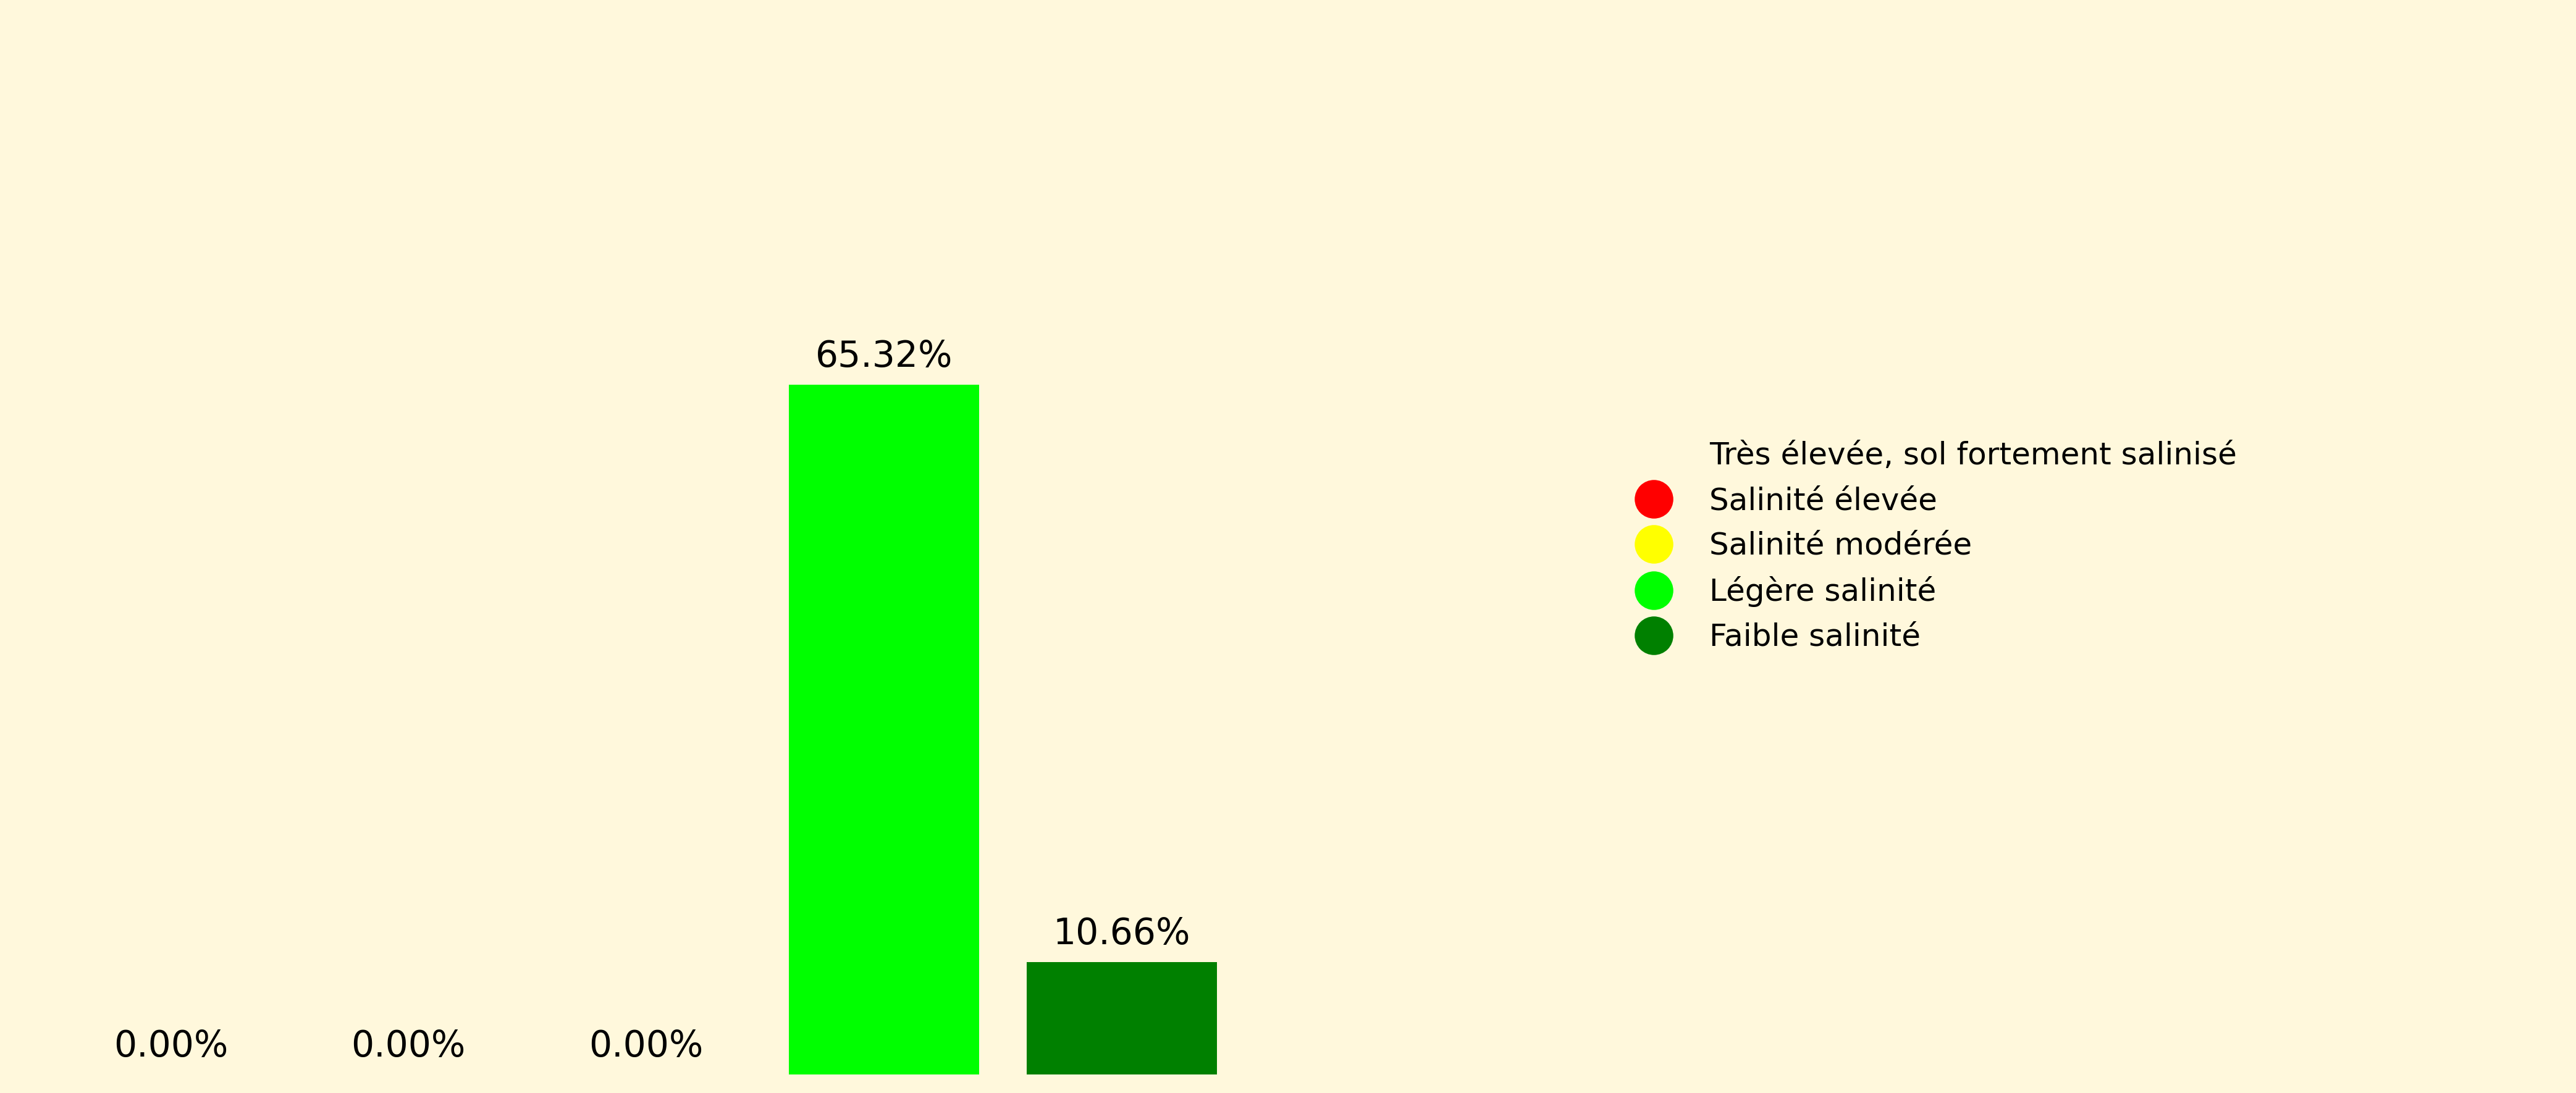 65.32%
10.66%
0.00%
0.00%
0.00%
Très élevée, sol fortement salinisé
Salinité élevée
Salinité modérée
Légère salinité
Faible salinité